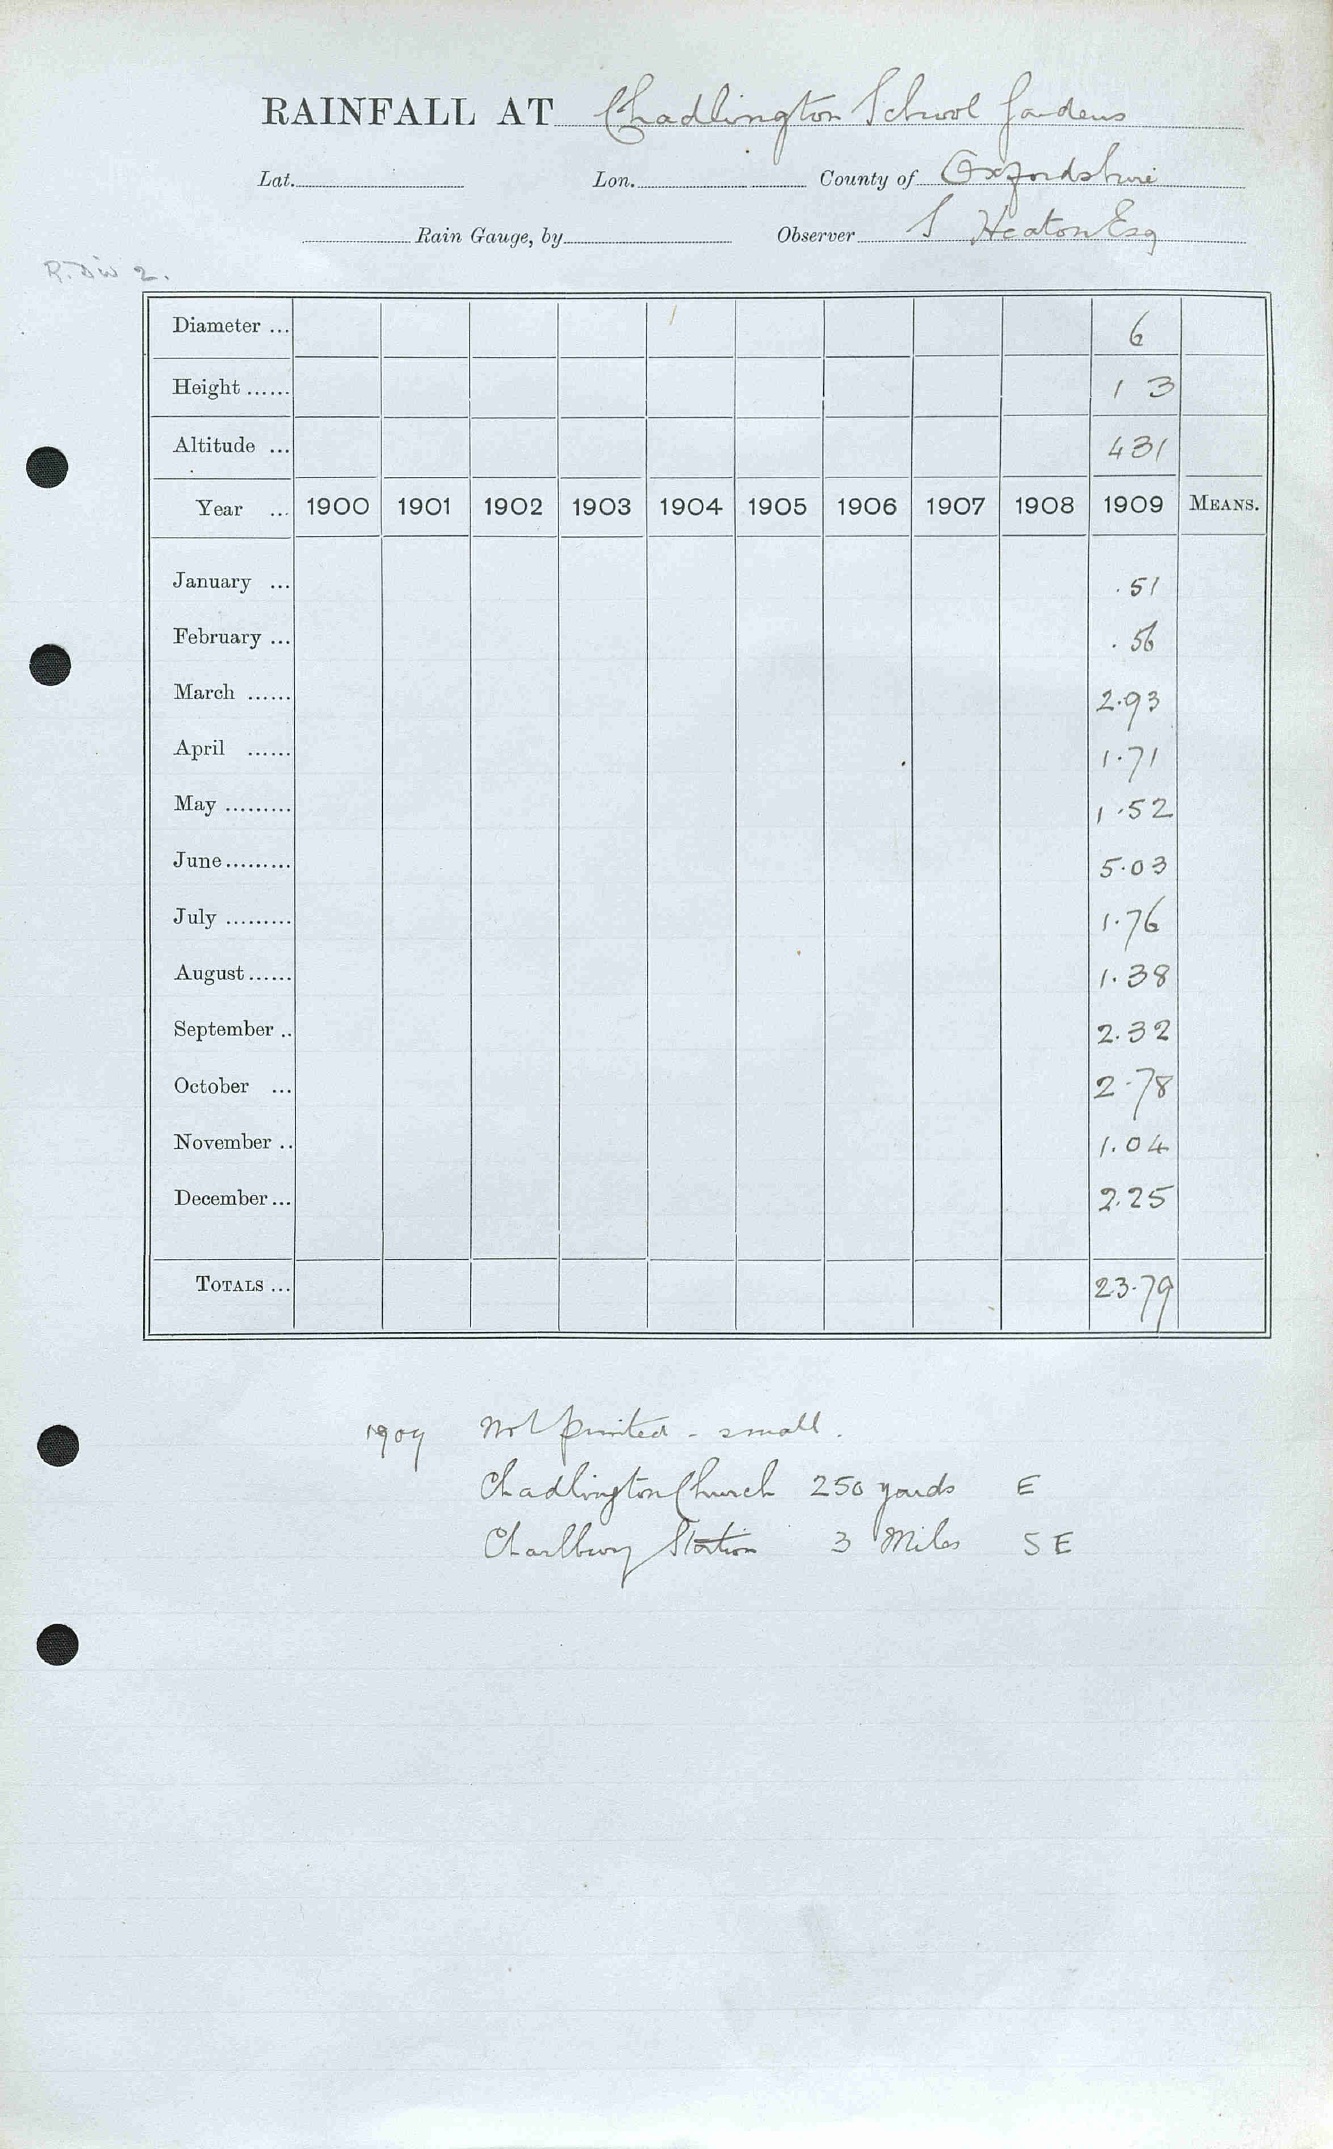 RAINFALL AT Chadlington School Gardens
Lat. Lon. County of Oxfordshire
Rain Gauge, by Observer S Heaton Esq
R. Div 2.
Diameter ... 6
Height ...... 1 3
Altitude ... 431
Year ... 1900 1901 1902 1903 1904 1905 1906 1907 1908 1909 MEANS.
January ... .51
February ... .56
March ...... 2.93
April ...... 1.71
May ......... 1.52
June ......... 5.03
July ......... 1.76
August ...... 1.38
September .. 2.32
October ... 2.78
November .. 1.04
December ... 2.25
TOTALS ... 23.79
1909 Not printed - small.
Chadlington Church 250 yards E
Charlbury Station 3 Miles SE